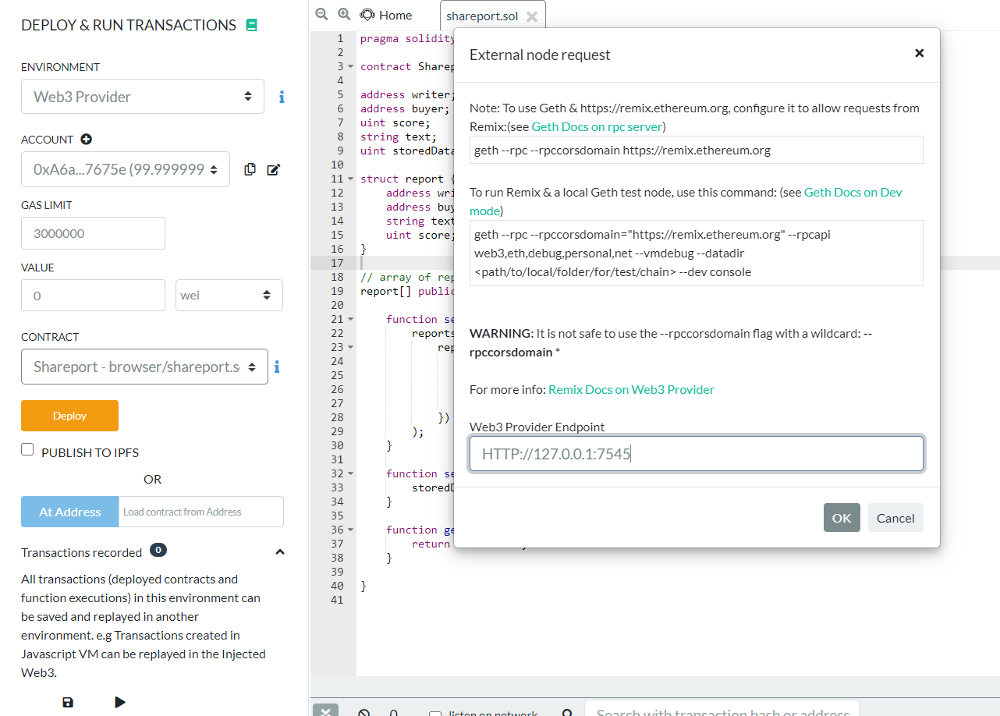 DEPLOY & RUN TRANSACTIONS
ENVIRONMENT
Web3 Provider
i
ACCOUNT
0xA6a...7675e (99.999999
GAS LIMIT
3000000
VALUE
0
wei
CONTRACT
Shareport - browser/shareport.s
i
Deploy
PUBLISH TO IPFS
OR
At Address
Load contract from Address
Transactions recorded 0
All transactions (deployed contracts and
function executions) in this environment can
be saved and replayed in another
environment. e.g Transactions created in
Javascript VM can be replayed in the Injected
Web3.
Home
shareport.sol
1 pragma solidity
2
3 contract Sharep
4
5 address writer;
6 address buyer;
7 uint score;
8 string text;
9 uint storedData
10
11 struct report {
12 address wri
13 address buy
14 string text
15 uint score;
16 }
17
18 // array of rep
19 report[] public
20
21 function se
22 reports
23 rep
24
25
26
27
28 })
29 );
30 }
31
32 function se
33 storedD
34 }
35
36 function ge
37 return
38 }
39
40 }
41
External node request
Note: To use Geth & https://remix.ethereum.org, configure it to allow requests from
Remix:(see Geth Docs on rpc server)
geth --rpc --rpccorsdomain https://remix.ethereum.org
To run Remix & a local Geth test node, use this command: (see Geth Docs on Dev
mode)
geth --rpc --rpccorsdomain="https://remix.ethereum.org" --rpcapi
web3,eth,debug,personal,net --vmdebug --datadir
<path/to/local/folder/for/test/chain> --dev console
WARNING: It is not safe to use the --rpccorsdomain flag with a wildcard: --
rpccorsdomain *
For more info: Remix Docs on Web3 Provider
Web3 Provider Endpoint
HTTP://127.0.0.1:7545
OK
Cancel
0
listen on network
Search with transaction hash or address